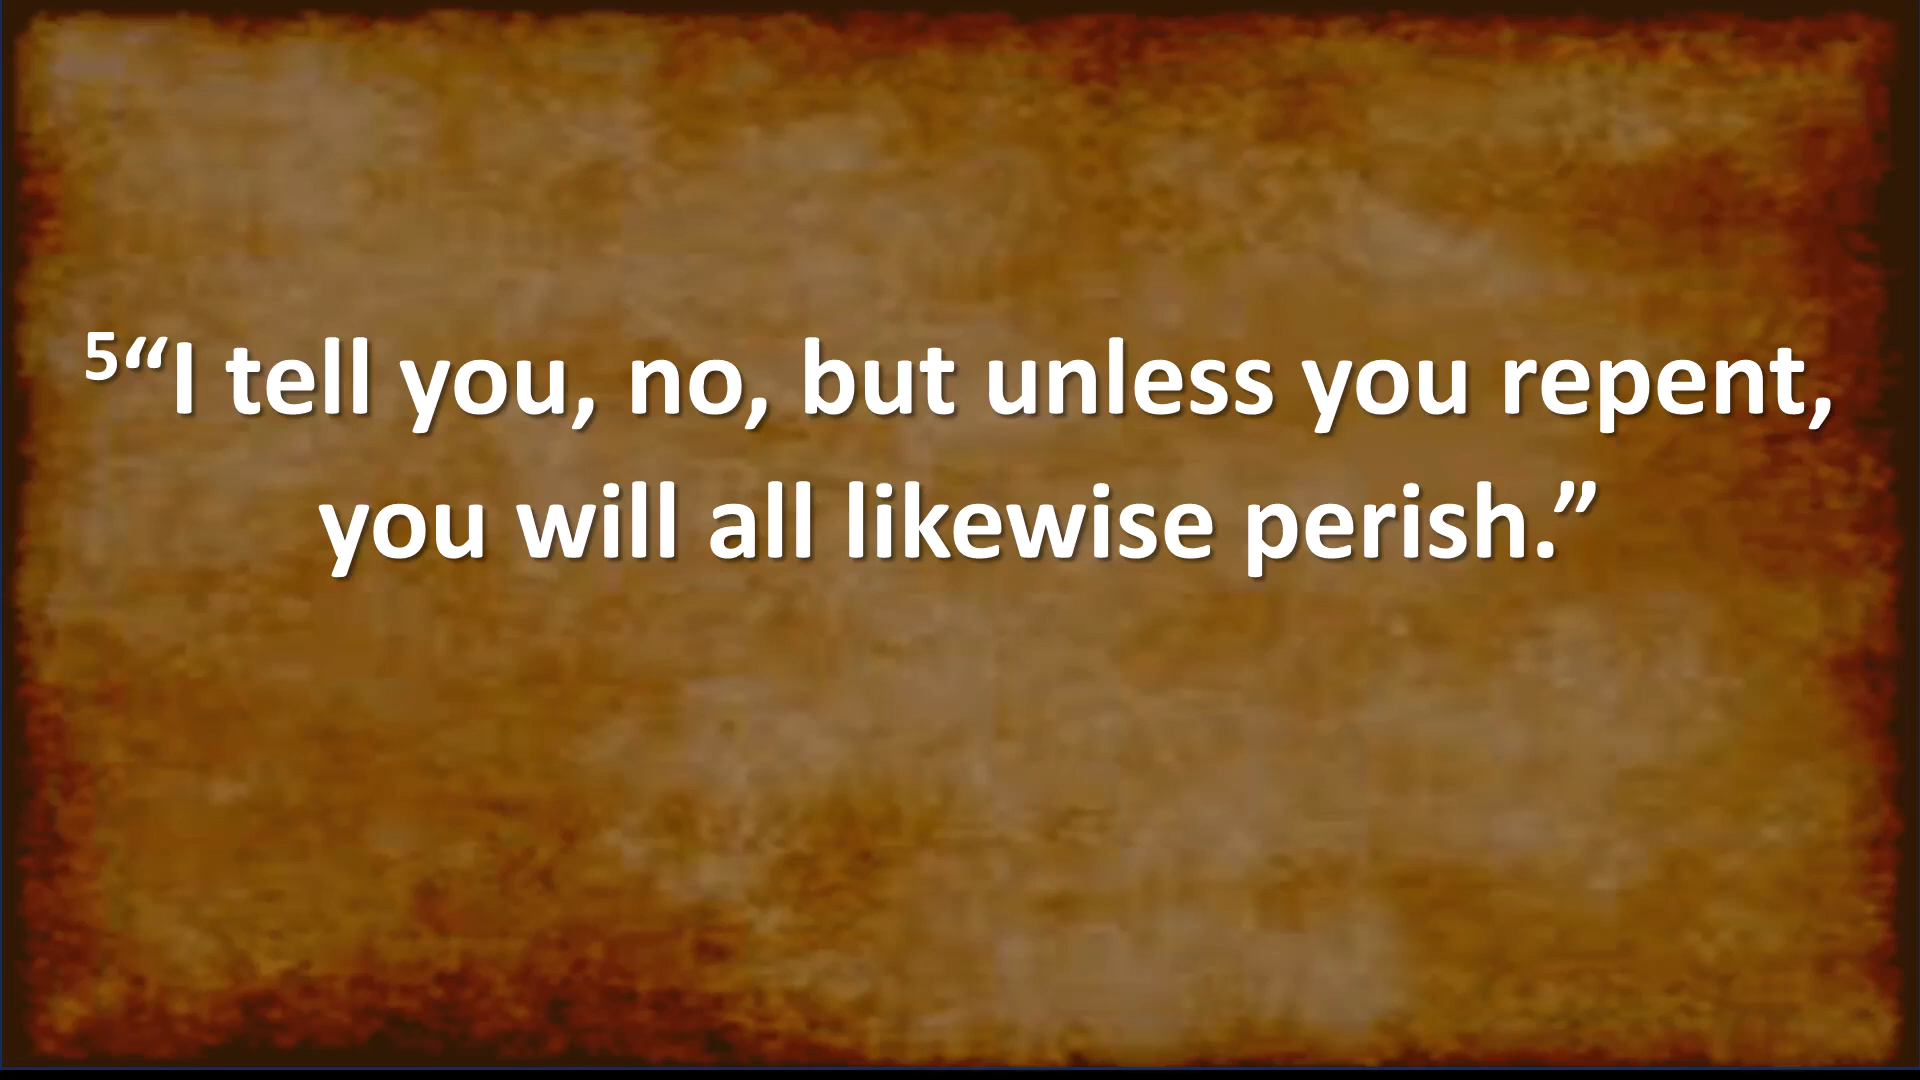 5“I tell you, no, but unless you repent,
you will all likewise perish.”